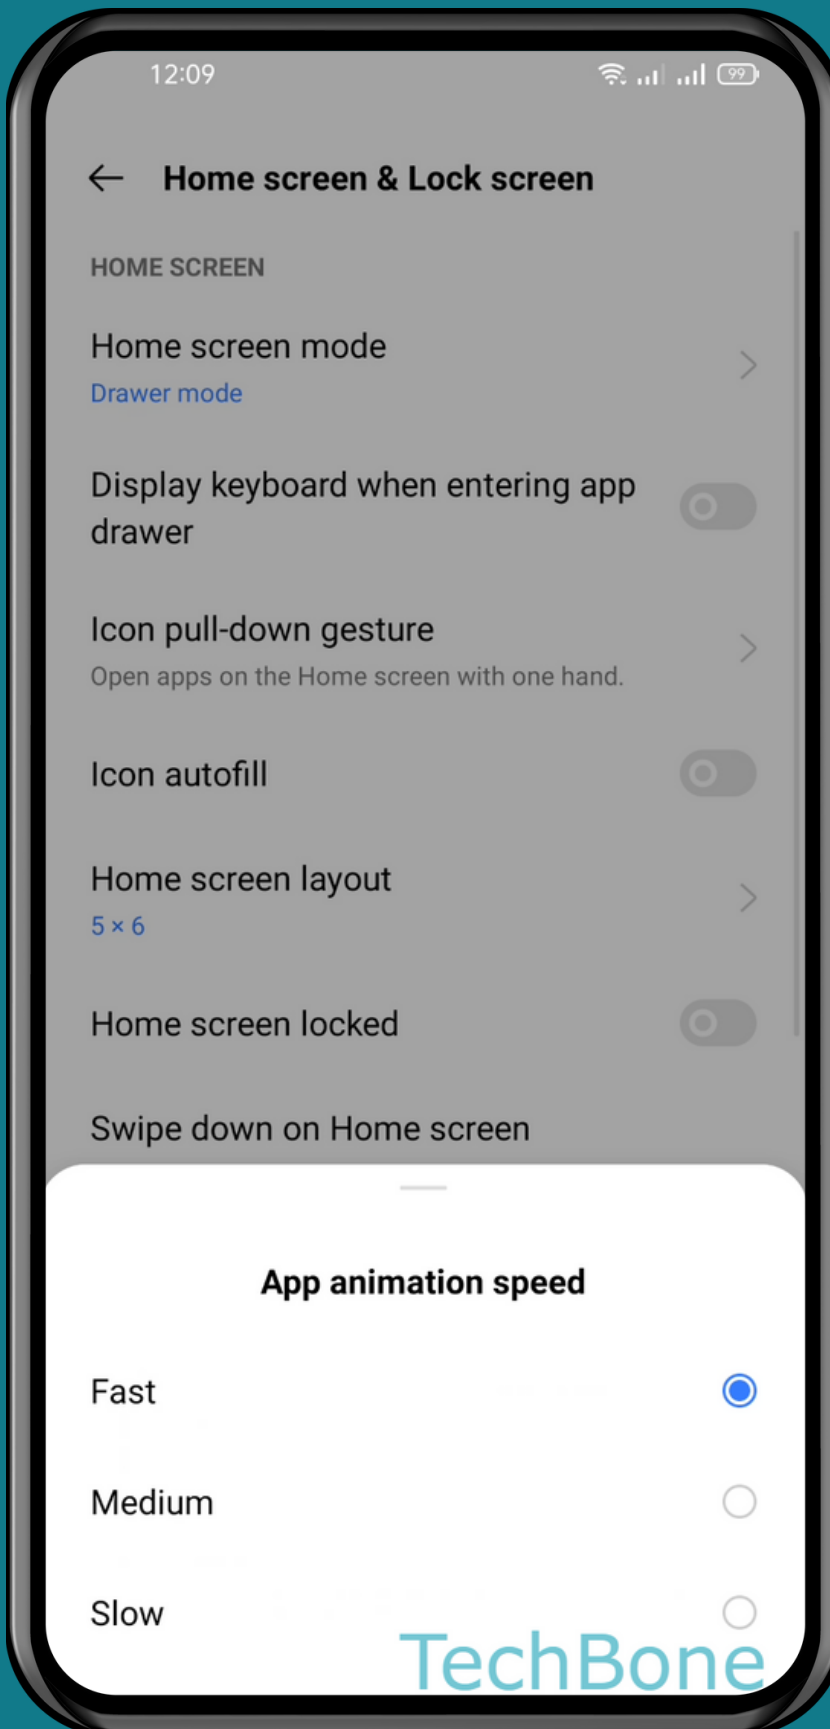 12:09
99
Home screen & Lock screen
HOME SCREEN
Home screen mode
Drawer mode
Display keyboard when entering app
drawer
Icon pull-down gesture
Open apps on the Home screen with one hand.
Icon autofill
Home screen layout
5 × 6
Home screen locked
Swipe down on Home screen
App animation speed
Fast
Medium
Slow
TechBone